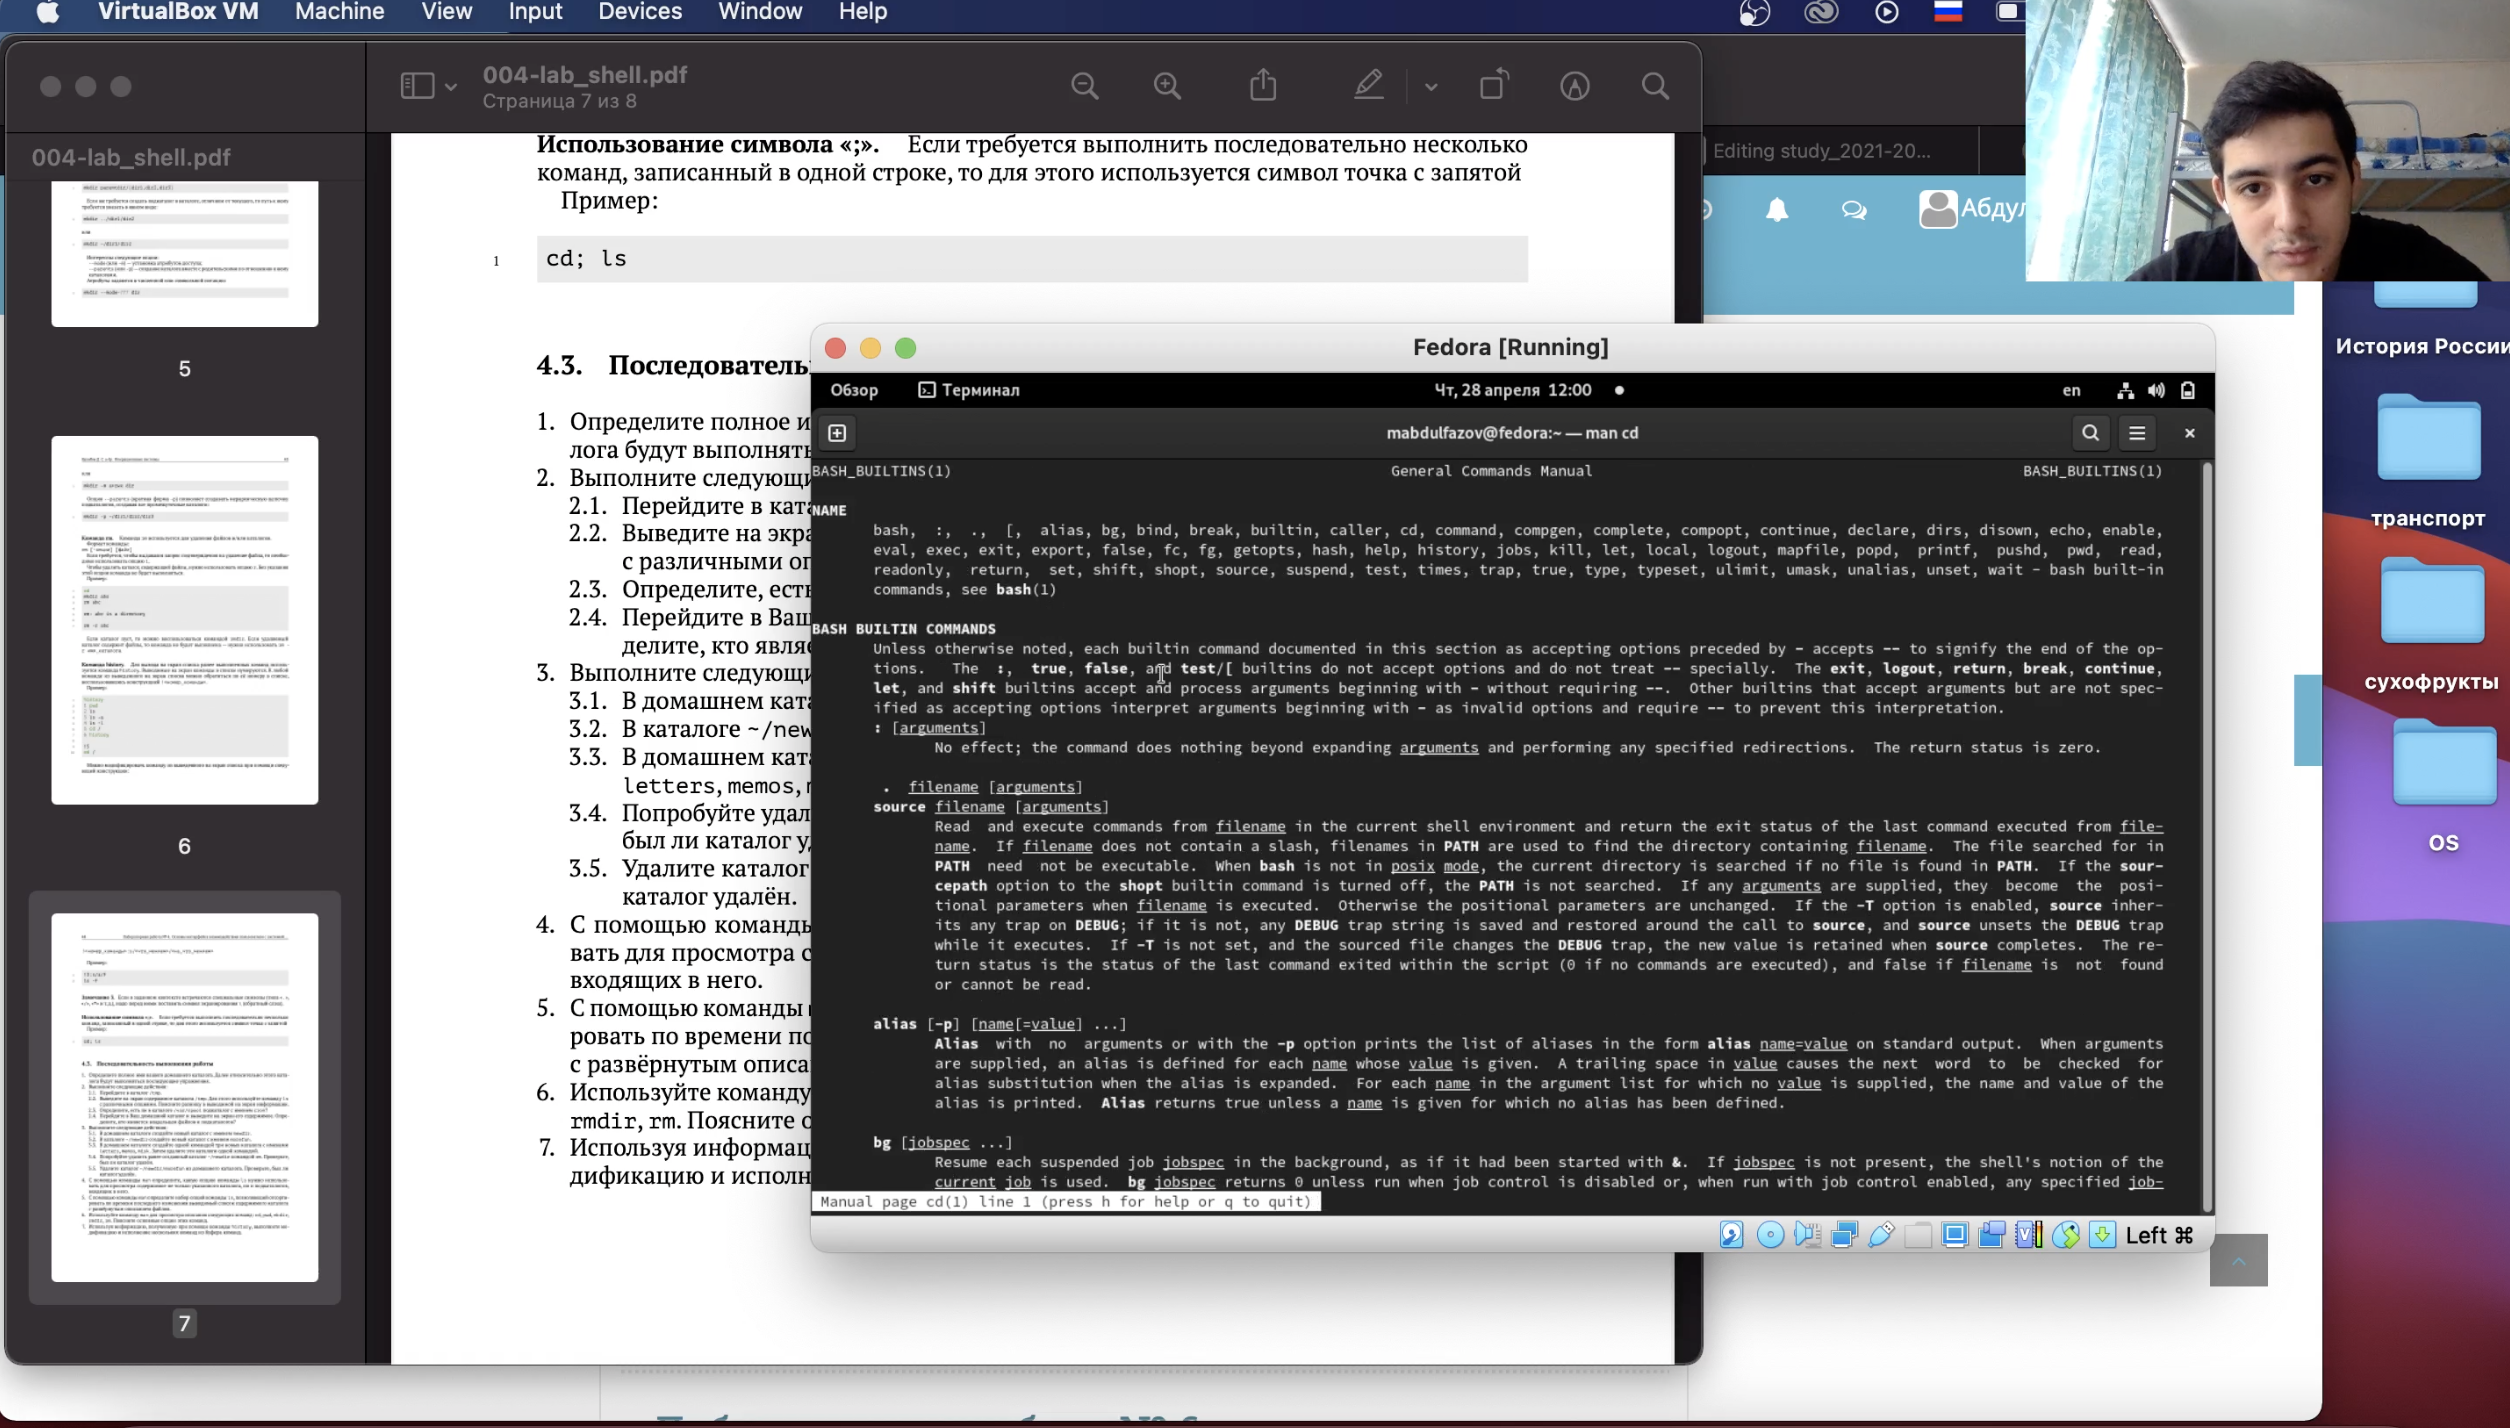 VirtualBox VM Machine View Input Devices Window Help
004-lab_shell.pdf
Страница 7 из 8
004-lab_shell.pdf
5
6
7
Editing study_2021-20...
Использование символа «;». Если требуется выполнить последовательно несколько
команд, записанный в одной строке, то для этого используется символ точка с запятой
Пример:
1 cd; ls
4.3. Последователь
1. Определите полное и
лога будут выполнять
2. Выполните следующи
2.1. Перейдите в ката
2.2. Выведите на экра
с различными оп
2.3. Определите, есть
2.4. Перейдите в Ваш
делите, кто являе
3. Выполните следующи
3.1. В домашнем ката
3.2. В каталоге ~/new
3.3. В домашнем ката
letters, memos,
3.4. Попробуйте удал
был ли каталог у
3.5. Удалите каталог
каталог удалён.
4. С помощью команды
вать для просмотра с
входящих в него.
5. С помощью команды
ровать по времени по
с развёрнутым описа
6. Используйте команду
rmdir, rm. Поясните о
7. Используя информац
дификацию и исполн
Fedora [Running]
Обзор Терминал Чт, 28 апреля 12:00 en
mabdulfazov@fedora:~ — man cd
BASH_BUILTINS(1) General Commands Manual BASH_BUILTINS(1)
NAME
bash, :, ., [, alias, bg, bind, break, builtin, caller, cd, command, compgen, complete, compopt, continue, declare, dirs, disown, echo, enable,
eval, exec, exit, export, false, fc, fg, getopts, hash, help, history, jobs, kill, let, local, logout, mapfile, popd, printf, pushd, pwd, read,
readonly, return, set, shift, shopt, source, suspend, test, times, trap, true, type, typeset, ulimit, umask, unalias, unset, wait - bash built-in
commands, see bash(1)
BASH BUILTIN COMMANDS
Unless otherwise noted, each builtin command documented in this section as accepting options preceded by - accepts -- to signify the end of the op-
tions. The :, true, false, and test/[ builtins do not accept options and do not treat -- specially. The exit, logout, return, break, continue,
let, and shift builtins accept and process arguments beginning with - without requiring --. Other builtins that accept arguments but are not spec-
ified as accepting options interpret arguments beginning with - as invalid options and require -- to prevent this interpretation.
: [arguments]
No effect; the command does nothing beyond expanding arguments and performing any specified redirections. The return status is zero.
. filename [arguments]
source filename [arguments]
Read and execute commands from filename in the current shell environment and return the exit status of the last command executed from file-
name. If filename does not contain a slash, filenames in PATH are used to find the directory containing filename. The file searched for in
PATH need not be executable. When bash is not in posix mode, the current directory is searched if no file is found in PATH. If the sour-
cepath option to the shopt builtin command is turned off, the PATH is not searched. If any arguments are supplied, they become the posi-
tional parameters when filename is executed. Otherwise the positional parameters are unchanged. If the -T option is enabled, source inher-
its any trap on DEBUG; if it is not, any DEBUG trap string is saved and restored around the call to source, and source unsets the DEBUG trap
while it executes. If -T is not set, and the sourced file changes the DEBUG trap, the new value is retained when source completes. The re-
turn status is the status of the last command exited within the script (0 if no commands are executed), and false if filename is not found
or cannot be read.
alias [-p] [name[=value] ...]
Alias with no arguments or with the -p option prints the list of aliases in the form alias name=value on standard output. When arguments
are supplied, an alias is defined for each name whose value is given. A trailing space in value causes the next word to be checked for
alias substitution when the alias is expanded. For each name in the argument list for which no value is supplied, the name and value of the
alias is printed. Alias returns true unless a name is given for which no alias has been defined.
bg [jobspec ...]
Resume each suspended job jobspec in the background, as if it had been started with &. If jobspec is not present, the shell's notion of the
current job is used. bg jobspec returns 0 unless run when job control is disabled or, when run with job control enabled, any specified job-
Manual page cd(1) line 1 (press h for help or q to quit)
Left ⌘
Абдул
История России
транспорт
сухофрукты
OS